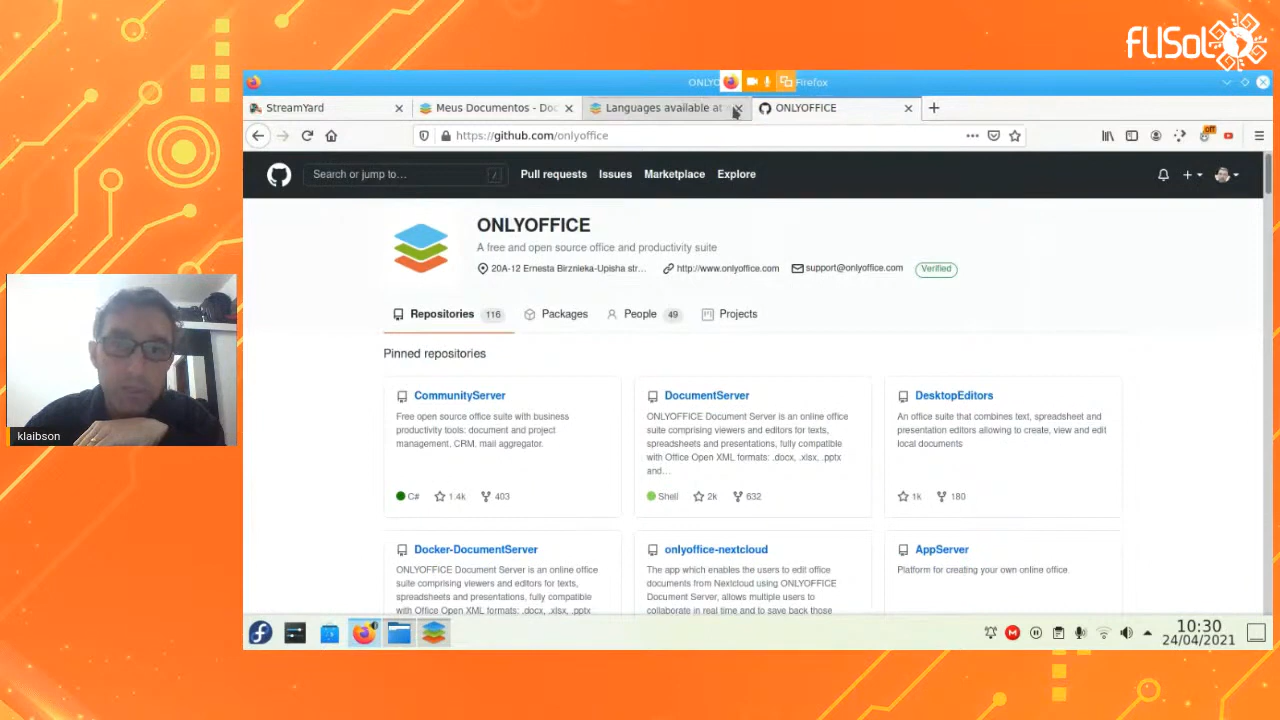 FLISoL
ONLYO
Firefox
StreamYard
Meus Documentos - Doc
Languages available at
ONLYOFFICE
https://github.com/onlyoffice
off
Search or jump to...
/
Pull requests
Issues
Marketplace
Explore
ONLYOFFICE
A free and open source office and productivity suite
20A-12 Ernesta Birznieka-Upisha str...
http://www.onlyoffice.com
support@onlyoffice.com
Verified
Repositories 116
Packages
People 49
Projects
Pinned repositories
CommunityServer
Free open source office suite with business
productivity tools: document and project
management, CRM, mail aggregator.
C# 1.4k 403
DocumentServer
ONLYOFFICE Document Server is an online office
suite comprising viewers and editors for texts,
spreadsheets and presentations, fully compatible
with Office Open XML formats: .docx, .xlsx, .pptx
and...
Shell 2k 632
DesktopEditors
An office suite that combines text, spreadsheet and
presentation editors allowing to create, view and edit
local documents
1k 180
Docker-DocumentServer
ONLYOFFICE Document Server is an online office
suite comprising viewers and editors for texts,
spreadsheets and presentations, fully compatible
onlyoffice-nextcloud
The app which enables the users to edit office
documents from Nextcloud using ONLYOFFICE
Document Server, allows multiple users to
collaborate in real time and to save back those
AppServer
Platform for creating your own online office
klaibson
10:30
24/04/2021